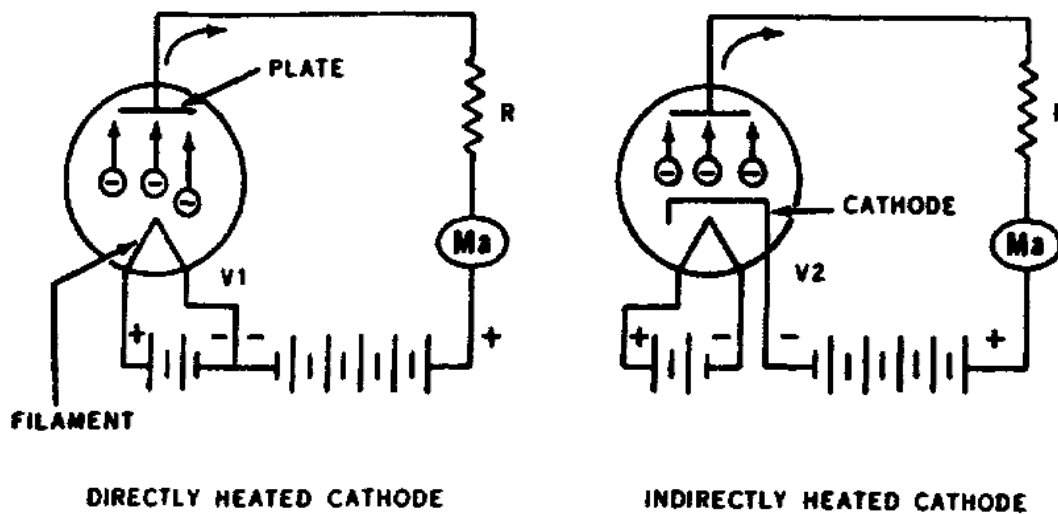 PLATE
R
Ma
V1
+ - - +
FILAMENT
DIRECTLY HEATED CATHODE
CATHODE
Ma
V2
+ - - +
INDIRECTLY HEATED CATHODE